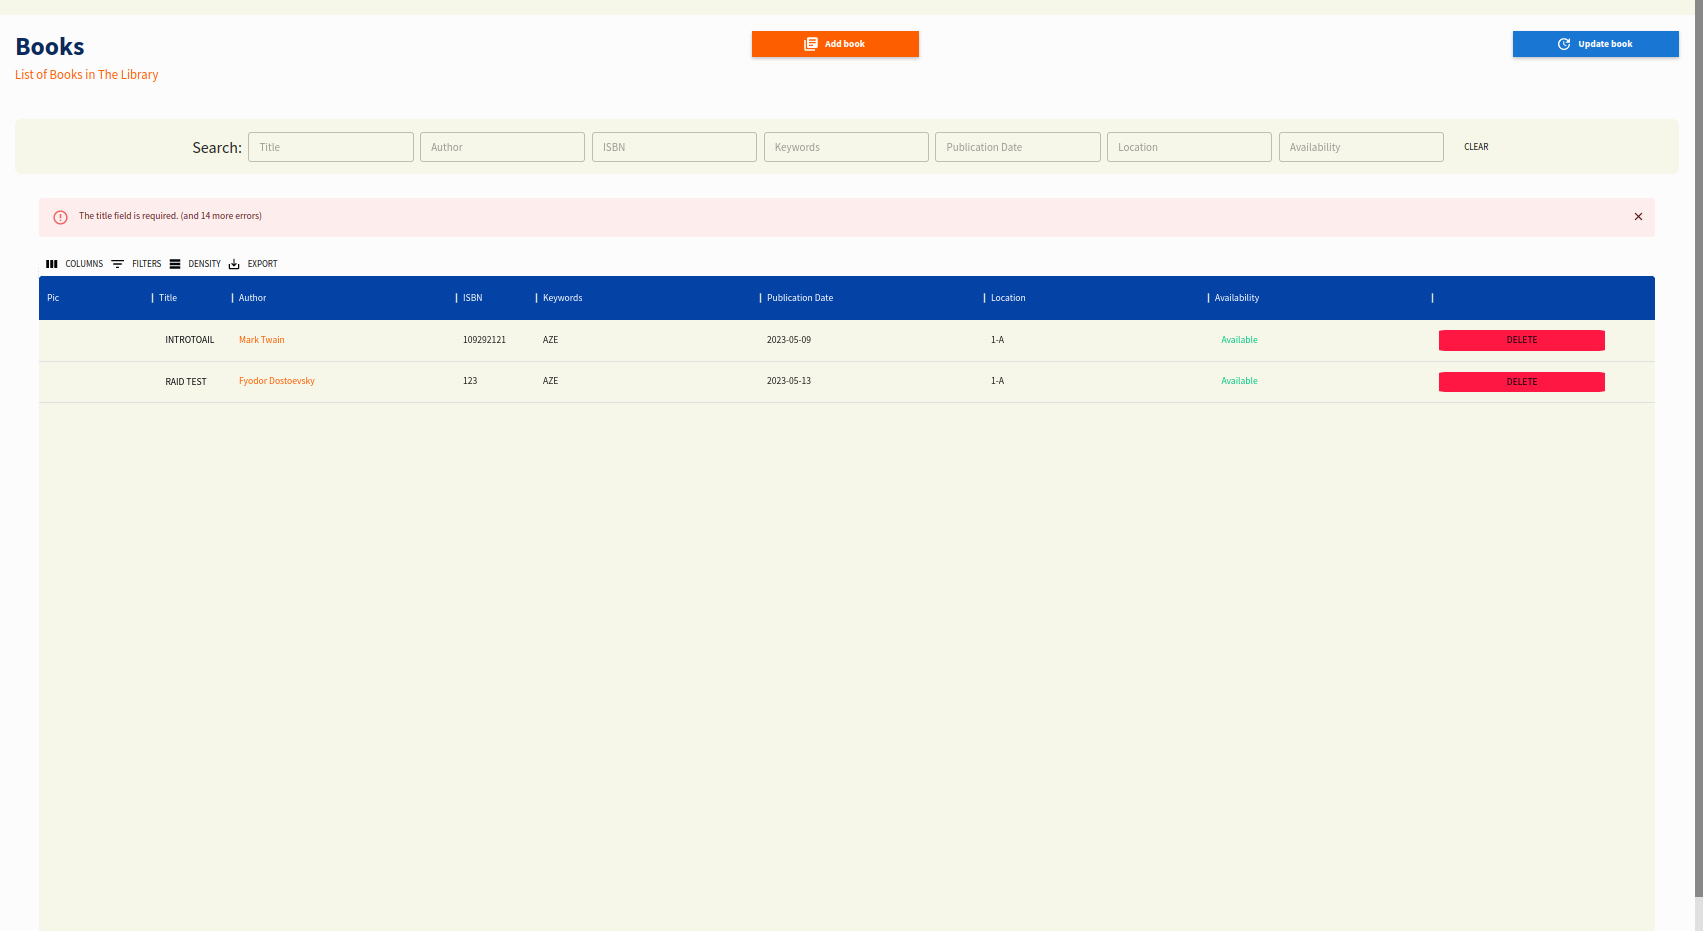 Books
Add book
Update book
List of Books in The Library
Search: Title Author ISBN Keywords Publication Date Location Availability CLEAR
The title field is required. (and 14 more errors)
COLUMNS FILTERS DENSITY EXPORT
Pic Title Author ISBN Keywords Publication Date Location Availability
INTROTOAIL Mark Twain 109292121 AZE 2023-05-09 1-A Available DELETE
RAID TEST Fyodor Dostoevsky 123 AZE 2023-05-13 1-A Available DELETE